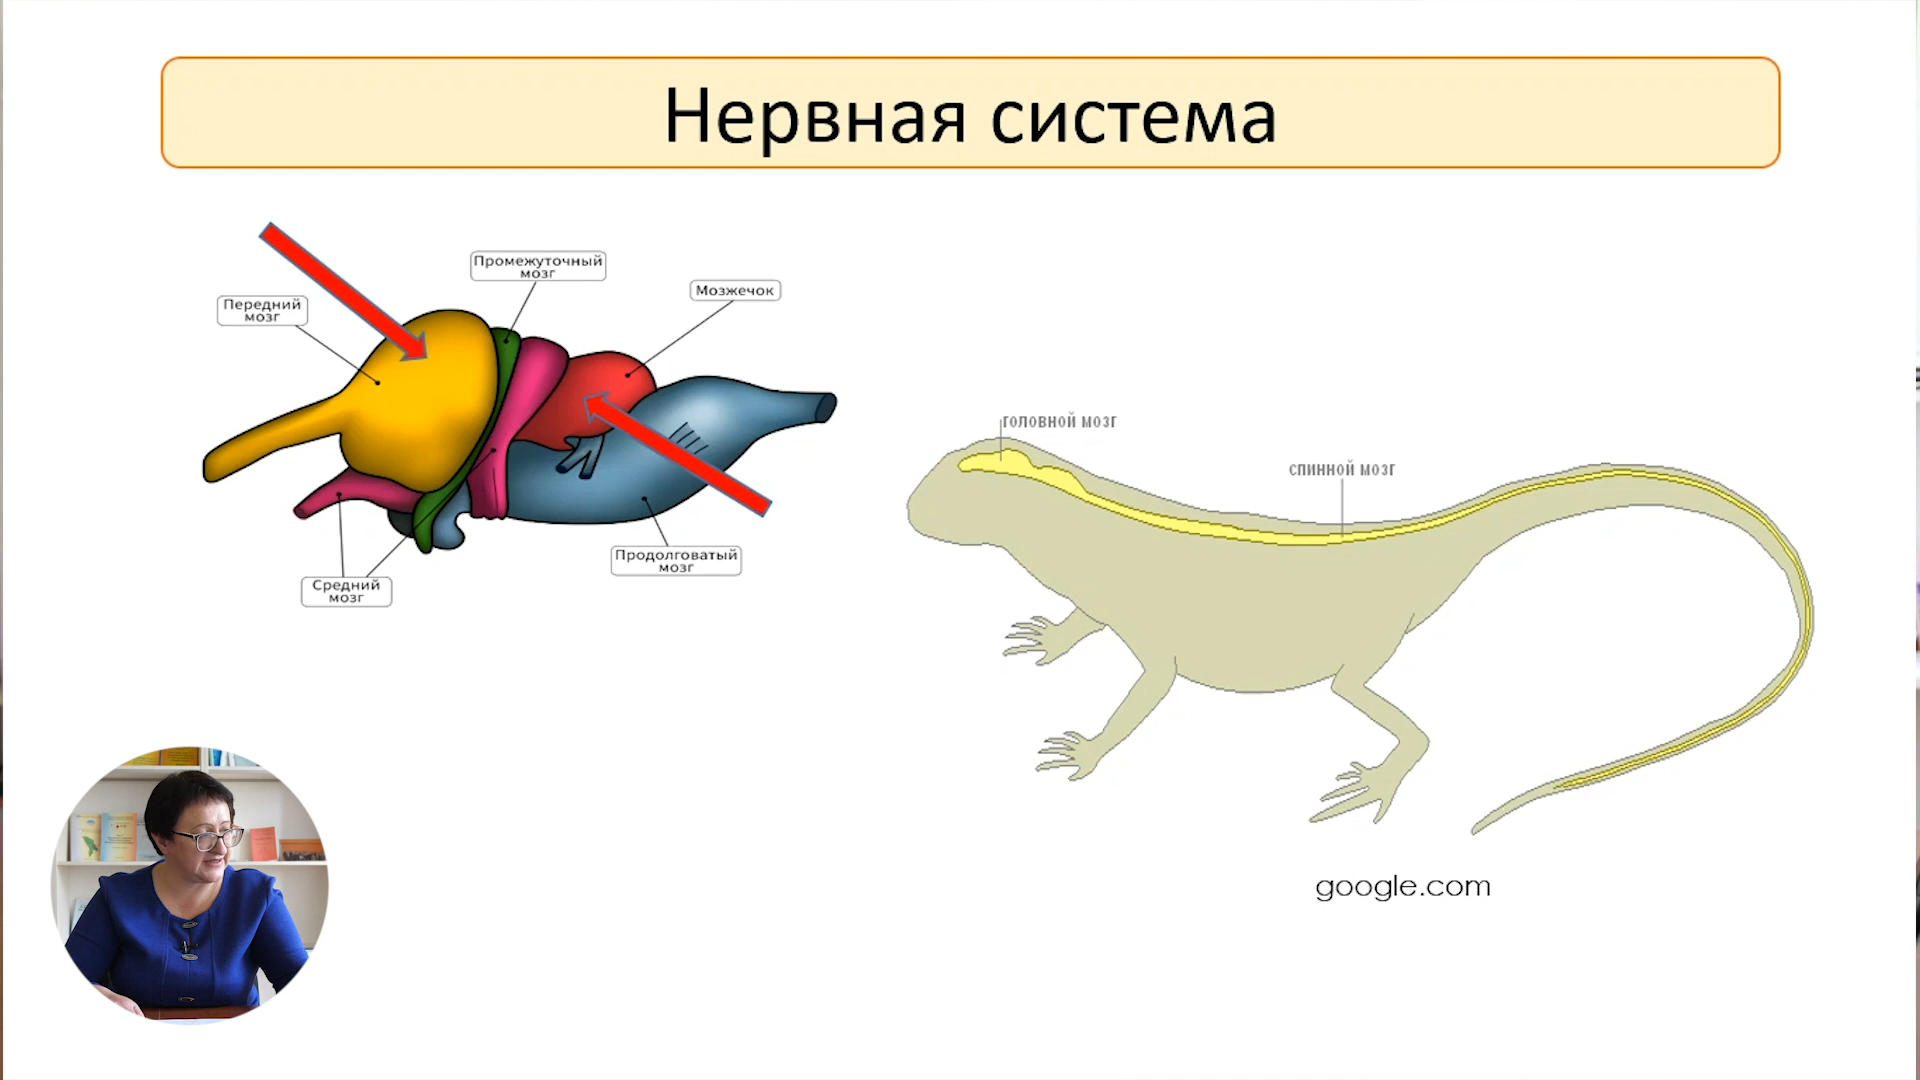 Нервная система
Промежуточный
мозг
Мозжечок
Передний
мозг
Продолговатый
мозг
Средний
мозг
головной мозг
спинной мозг
google.com